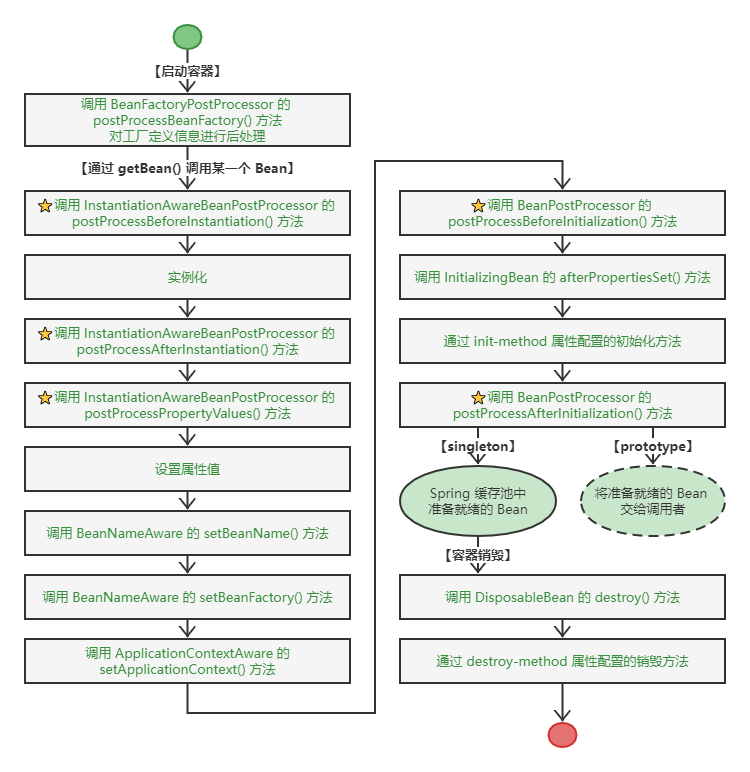 【启动容器】
调用 BeanFactoryPostProcessor 的
postProcessBeanFactory() 方法
对工厂定义信息进行后处理
【通过 getBean() 调用某一个 Bean】
调用 InstantiationAwareBeanPostProcessor 的
postProcessBeforeInstantiation() 方法
实例化
调用 InstantiationAwareBeanPostProcessor 的
postProcessAfterInstantiation() 方法
调用 InstantiationAwareBeanPostProcessor 的
postProcessPropertyValues() 方法
设置属性值
调用 BeanNameAware 的 setBeanName() 方法
调用 BeanNameAware 的 setBeanFactory() 方法
调用 ApplicationContextAware 的
setApplicationContext() 方法
调用 BeanPostProcessor 的
postProcessBeforeInitialization() 方法
调用 InitializingBean 的 afterPropertiesSet() 方法
通过 init-method 属性配置的初始化方法
调用 BeanPostProcessor 的
postProcessAfterInitialization() 方法
【singleton】
【prototype】
Spring 缓存池中
准备就绪的 Bean
将准备就绪的 Bean
交给调用者
【容器销毁】
调用 DisposableBean 的 destroy() 方法
通过 destroy-method 属性配置的销毁方法